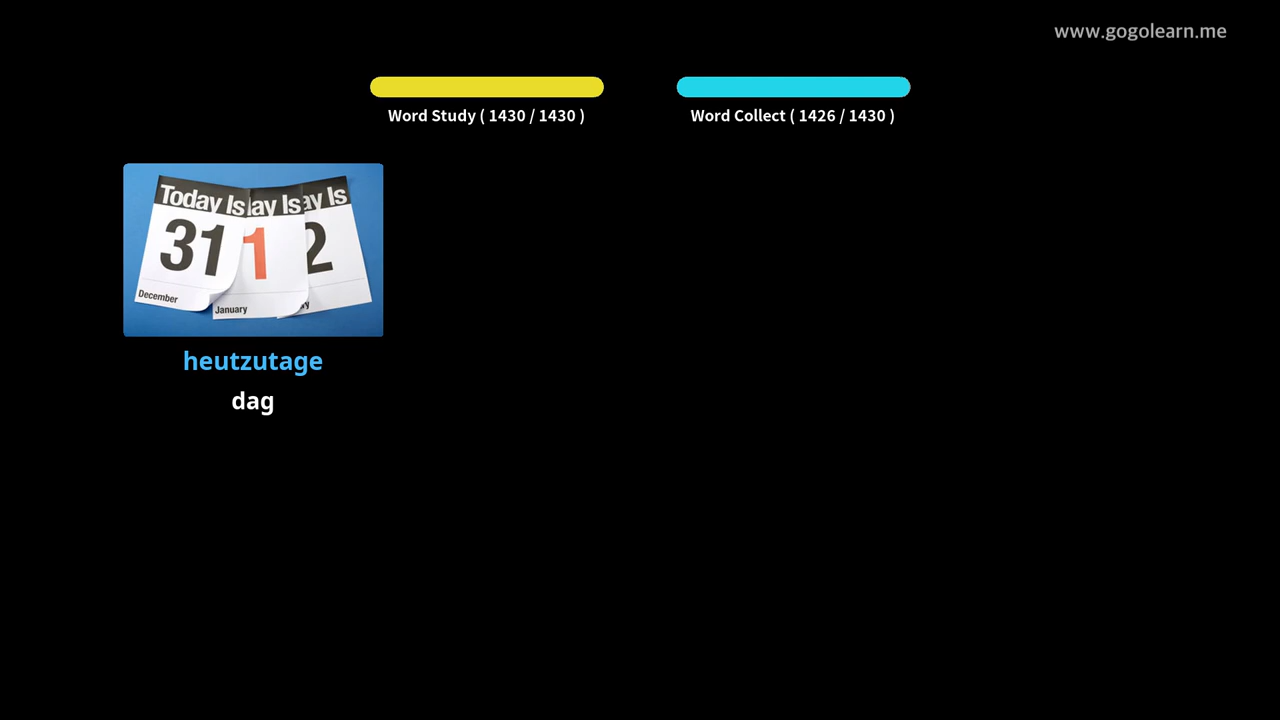 www.gogolearn.me
Word Study ( 1430 / 1430 )
Word Collect ( 1426 / 1430 )
Today Is
ay Is
ay Is
31
1
2
December
January
ry
heutzutage
dag